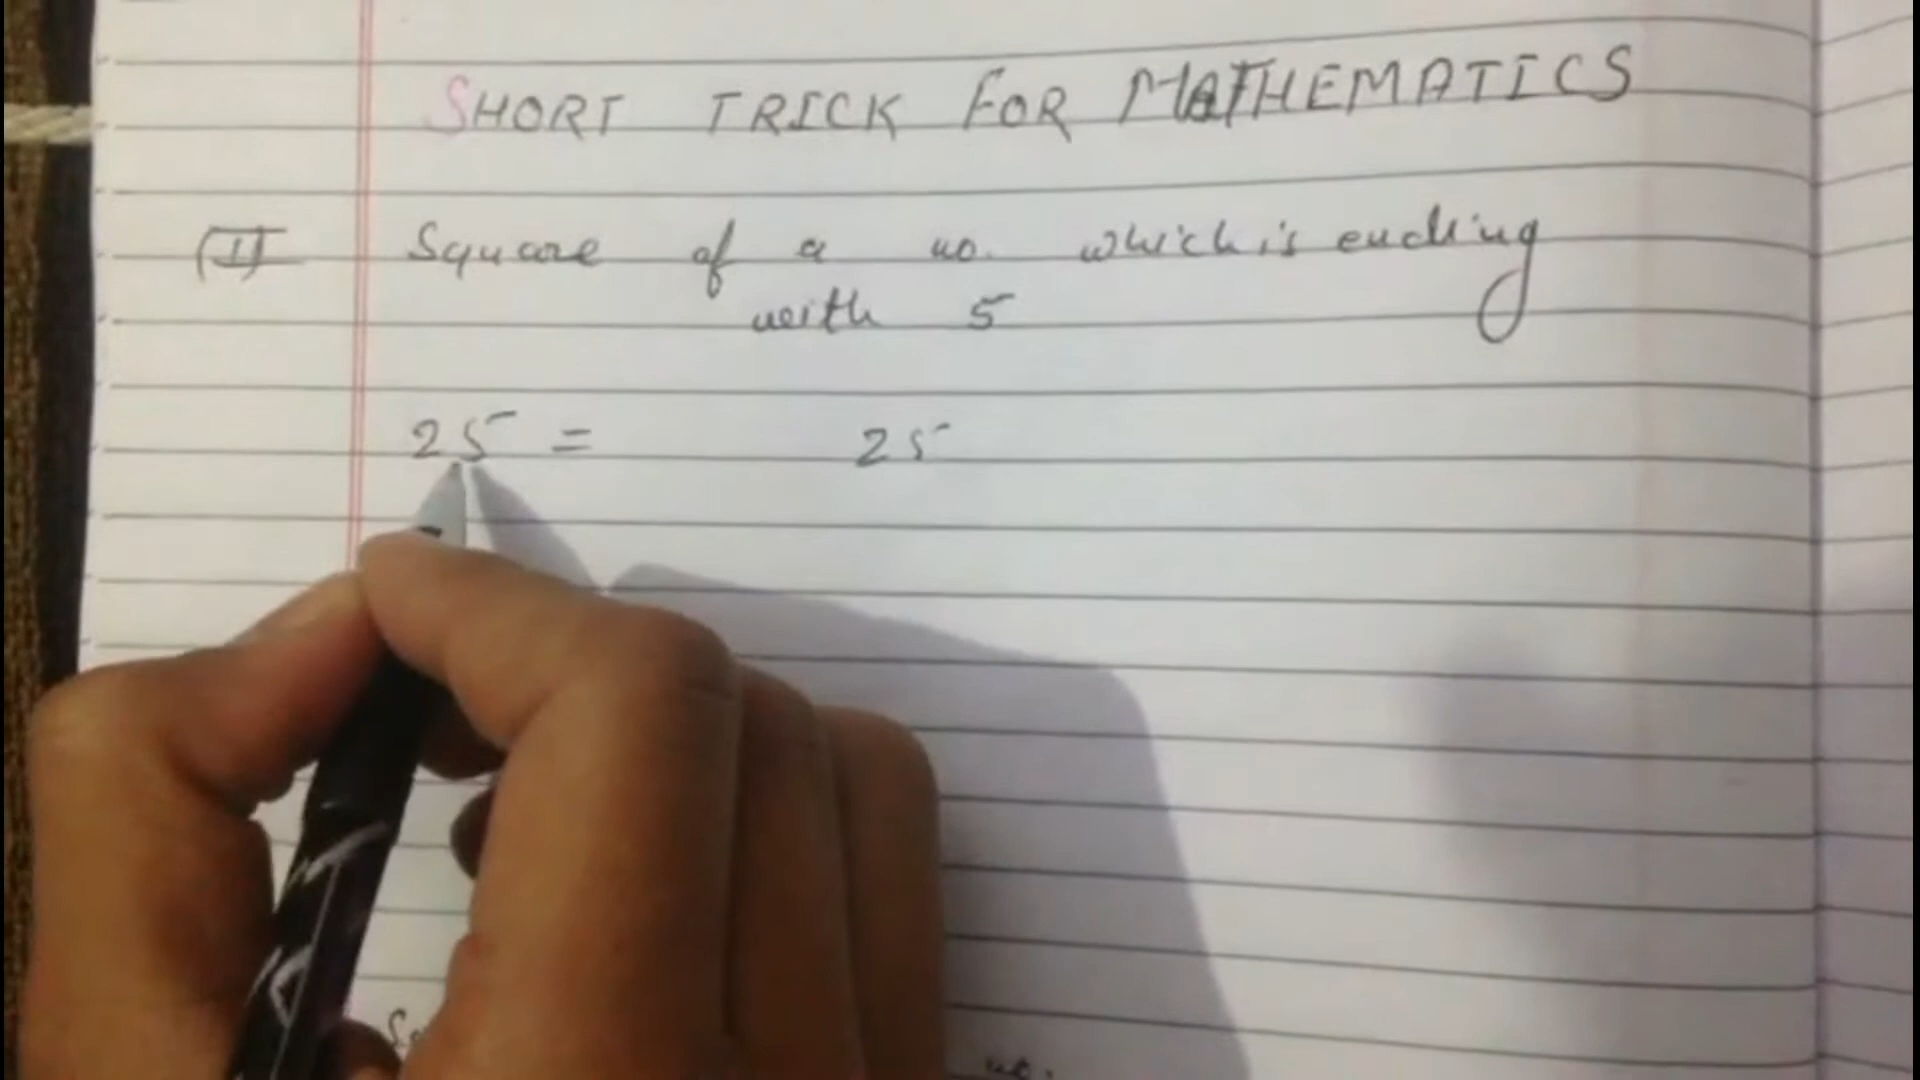 SHORT TRICK FOR MATHEMATICS
(I) Square of a no. which is ending
with 5
25 = 25